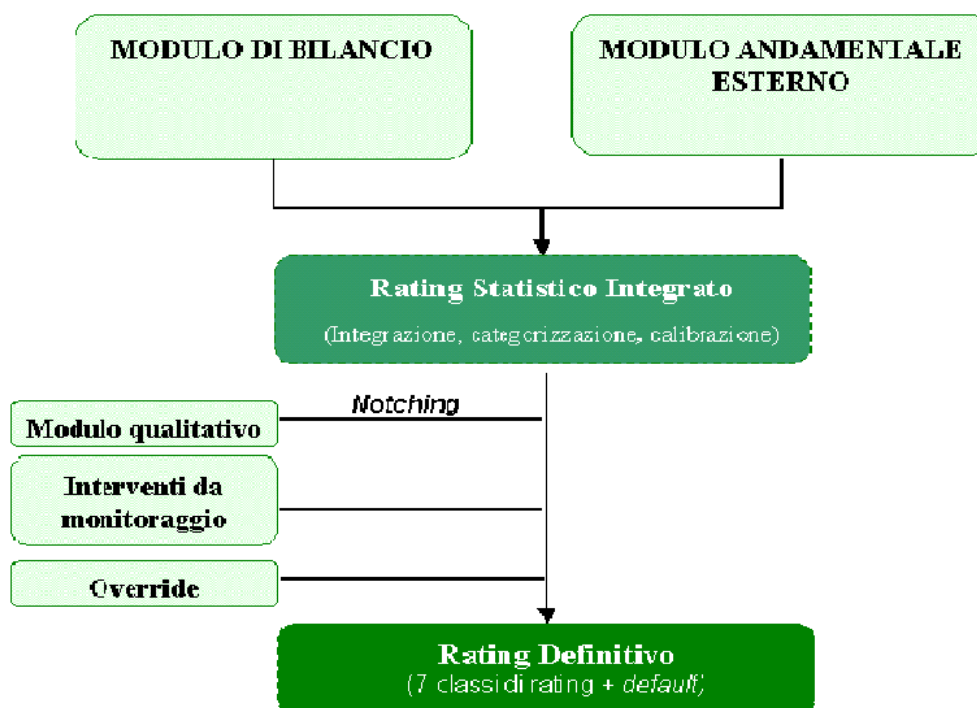 MODULO DI BILANCIO
MODULO ANDAMENTALE
ESTERNO
Rating Statistico Integrato
(Integrazione, categorizzazione, calibrazione)
Notching
Modulo qualitativo
Interventi da
monitoraggio
Override
Rating Definitivo
(7 classi di rating + default)